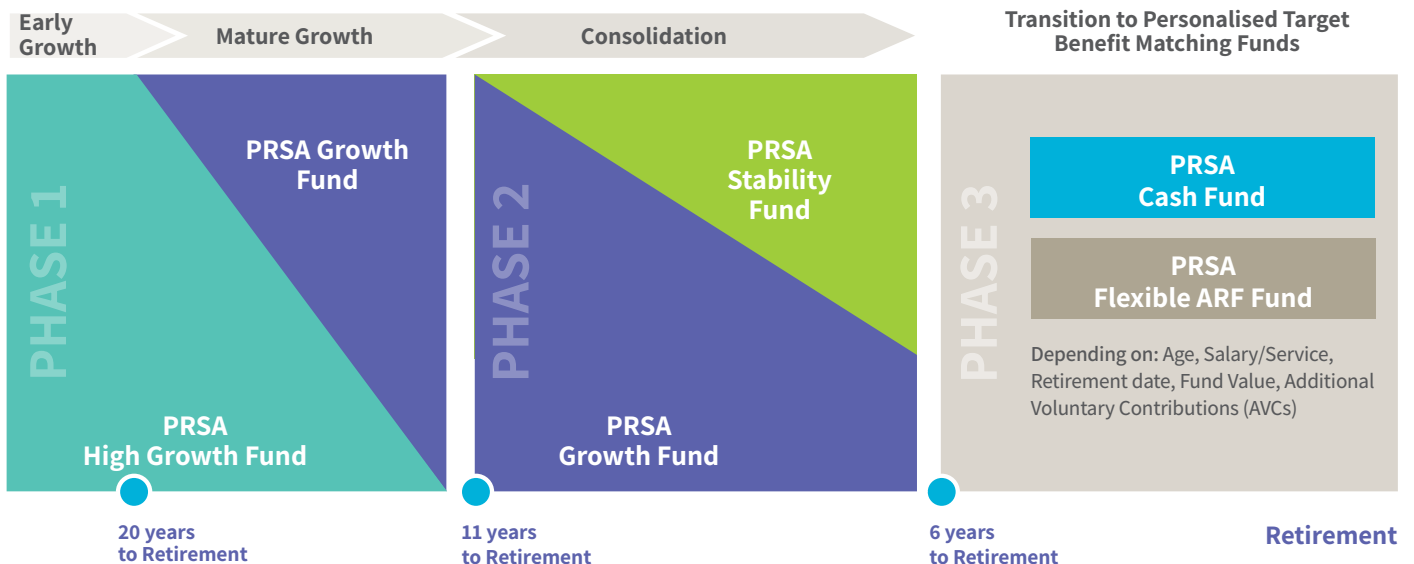 Early
Growth
Mature Growth
Consolidation
Transition to Personalised Target
Benefit Matching Funds
PHASE 1
PRSA Growth
Fund
PRSA
High Growth Fund
PHASE 2
PRSA
Stability
Fund
PRSA
Growth Fund
PHASE 3
PRSA
Cash Fund
PRSA
Flexible ARF Fund
Depending on: Age, Salary/Service,
Retirement date, Fund Value, Additional
Voluntary Contributions (AVCs)
20 years
to Retirement
11 years
to Retirement
6 years
to Retirement
Retirement